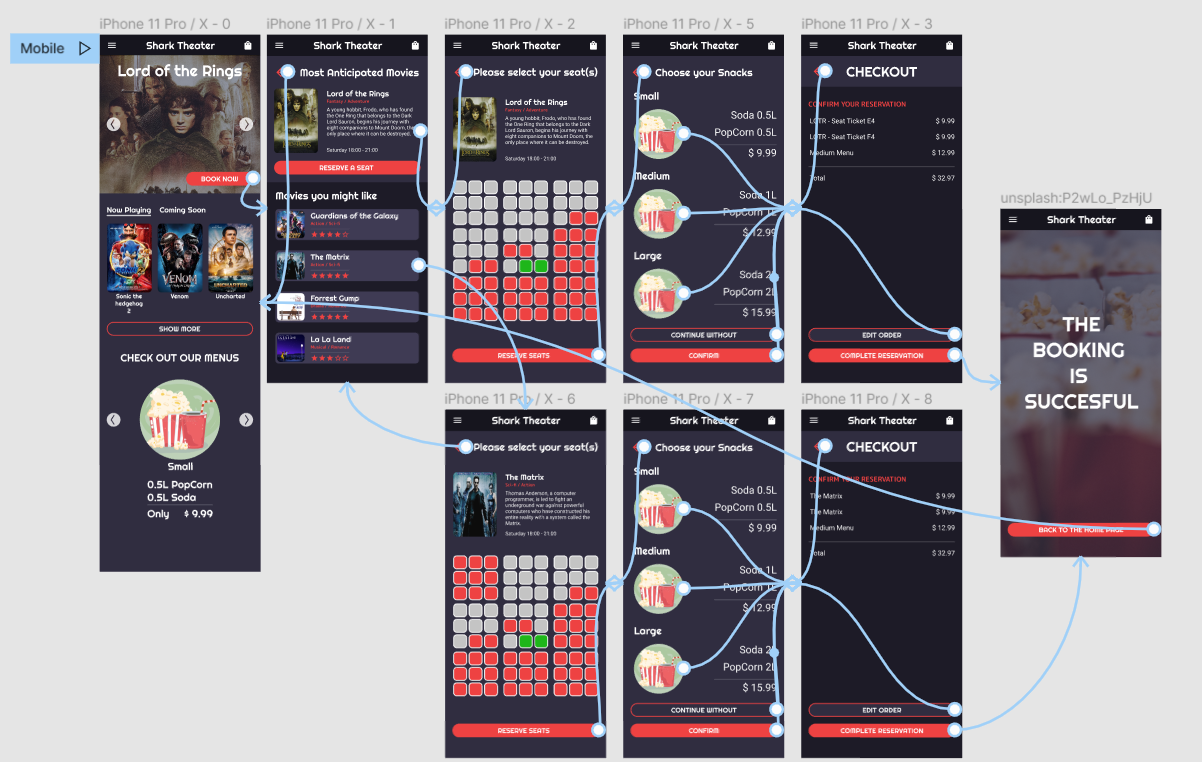 Mobile
iPhone 11 Pro / X - 0
Shark Theater
Lord of the Rings
BOOK NOW
Now Playing
Coming Soon
Sonic the
hedgehog
2
Venom
Uncharted
SHOW MORE
CHECK OUT OUR MENUS
Small
0.5L PopCorn
0.5L Soda
Only $ 9.99
iPhone 11 Pro / X - 1
Shark Theater
Most Anticipated Movies
Lord of the Rings
Fantasy / Adventure
A young hobbit, Frodo, who has found
the One Ring that belongs to the Dark
Lord Sauron, begins his journey with
eight companions to Mount Doom, the
only place where it can be destroyed.
Saturday 18:00 - 21:00
RESERVE A SEAT
Movies you might like
Guardians of the Galaxy
Action / Sci-fi
The Matrix
Action / Sci-fi
Forrest Gump
La La Land
Musical / Romance
iPhone 11 Pro / X - 2
Shark Theater
Please select your seat(s)
Lord of the Rings
Fantasy / Adventure
A young hobbit, Frodo, who has found
the One Ring that belongs to the Dark
Lord Sauron, begins his journey with
eight companions to Mount Doom, the
only place where it can be destroyed.
Saturday 18:00 - 21:00
RESERVE SEATS
iPhone 11 Pro / X - 5
Shark Theater
Choose your Snacks
Small
Soda 0.5L
PopCorn 0.5L
$ 9.99
Medium
Soda 1L
PopCorn 1L
$ 12.99
Large
Soda 2L
PopCorn 2L
$ 15.99
CONTINUE WITHOUT
CONFIRM
iPhone 11 Pro / X - 3
Shark Theater
CHECKOUT
CONFIRM YOUR RESERVATION
LOTR - Seat Ticket E4 $ 9.99
LOTR - Seat Ticket F4 $ 9.99
Medium Menu $ 12.99
Total $ 32.97
EDIT ORDER
COMPLETE RESERVATION
unsplash:P2wLo_PzHjU
Shark Theater
THE
BOOKING
IS
SUCCESFUL
BACK TO THE HOME PAGE
iPhone 11 Pro / X - 6
Shark Theater
Please select your seat(s)
The Matrix
Sci-fi / Action
Thomas Anderson, a computer
programmer, is led to fight an
underground war against powerful
computers who have constructed his
entire reality with a system called the
Matrix.
Saturday 18:00 - 21:00
RESERVE SEATS
iPhone 11 Pro / X - 7
Shark Theater
Choose your Snacks
Small
Soda 0.5L
PopCorn 0.5L
$ 9.99
Medium
Soda 1L
PopCorn 1L
$ 12.99
Large
Soda 2L
PopCorn 2L
$ 15.99
CONTINUE WITHOUT
CONFIRM
iPhone 11 Pro / X - 8
Shark Theater
CHECKOUT
CONFIRM YOUR RESERVATION
The Matrix $ 9.99
The Matrix $ 9.99
Medium Menu $ 12.99
Total $ 32.97
EDIT ORDER
COMPLETE RESERVATION